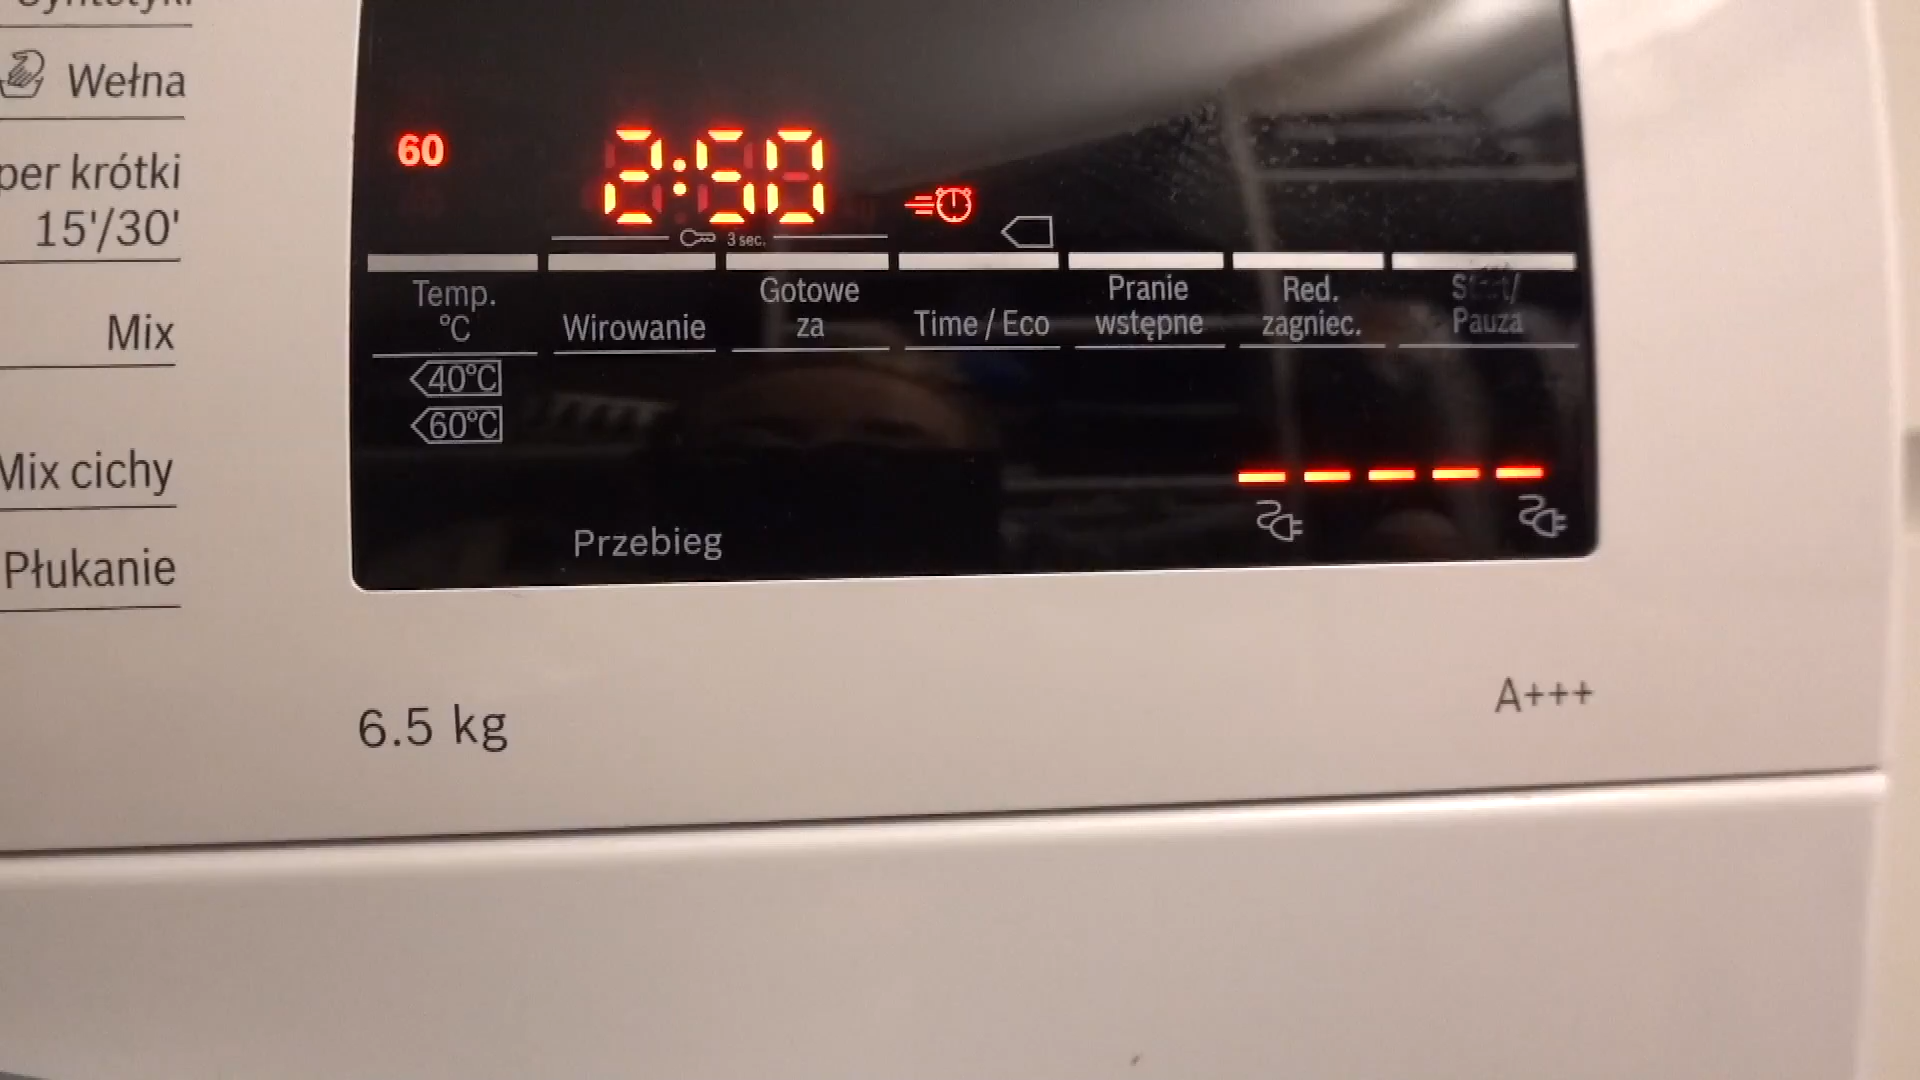 Wełna
krótki
15'/30'
Mix
Mix cichy
Płukanie
60
2:50
3 sec.
Temp.
°C
Wirowanie
Gotowe
za
Time / Eco
Pranie
wstępne
Red.
zagniec.
Start/
Pauza
40°C
60°C
Przebieg
6.5 kg
A+++